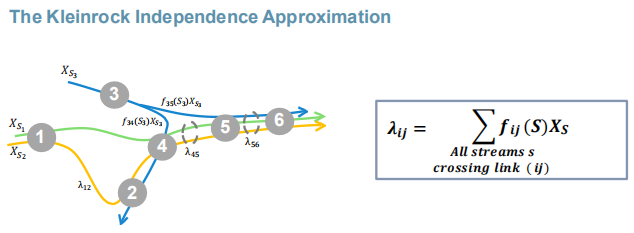 The Kleinrock Independence Approximation
X_{S_3}
3
f_{35}(S_3)X_{S_3}
f_{34}(S_3)X_{S_3}
X_{S_1}
1
X_{S_2}
4
5
6
λ_{45}
λ_{56}
λ_{12}
2
λ_{ij} = ∑ f_{ij}(S)X_S
All streams s
crossing link (ij)